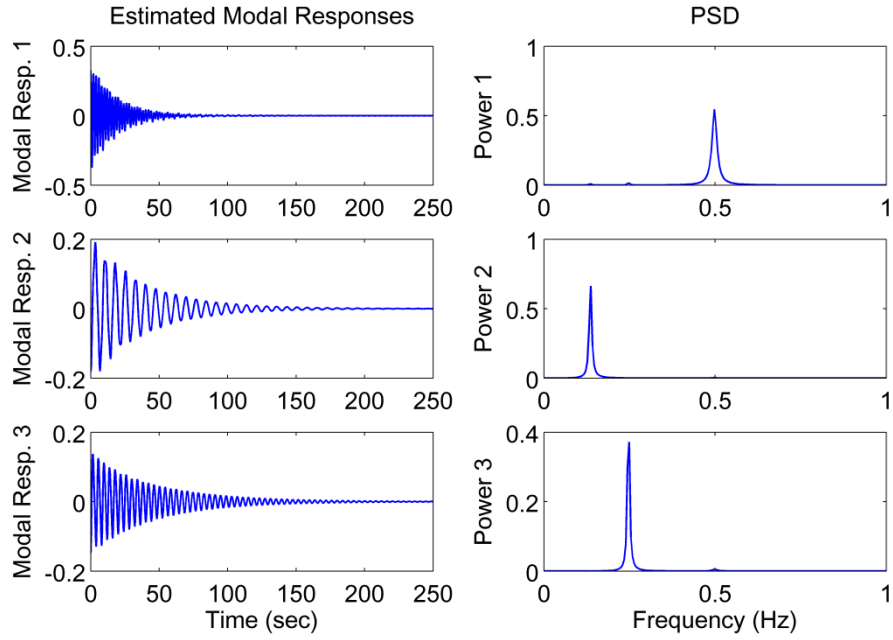 Estimated Modal Responses
PSD
Modal Resp. 1
0.5
0
-0.5
0 50 100 150 200 250
Power 1
1
0.5
0
0 0.5 1
Modal Resp. 2
0.2
0
-0.2
0 50 100 150 200 250
Power 2
1
0.5
0
0 0.5 1
Modal Resp. 3
0.2
0
-0.2
0 50 100 150 200 250
Time (sec)
Power 3
0.4
0.2
0
0 0.5 1
Frequency (Hz)